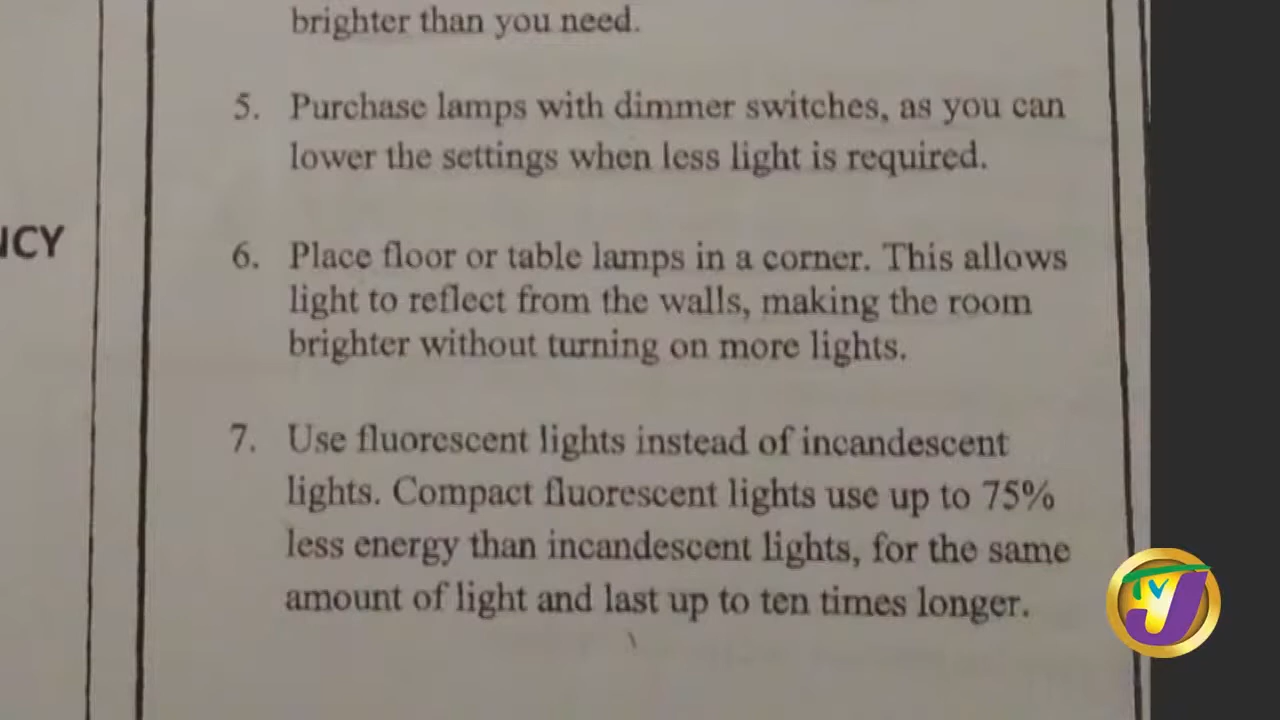 brighter than you need.
5. Purchase lamps with dimmer switches, as you can
lower the settings when less light is required.
NCY
6. Place floor or table lamps in a corner. This allows
light to reflect from the walls, making the room
brighter without turning on more lights.
7. Use fluorescent lights instead of incandescent
lights. Compact fluorescent lights use up to 75%
less energy than incandescent lights, for the same
amount of light and last up to ten times longer.
TVJ